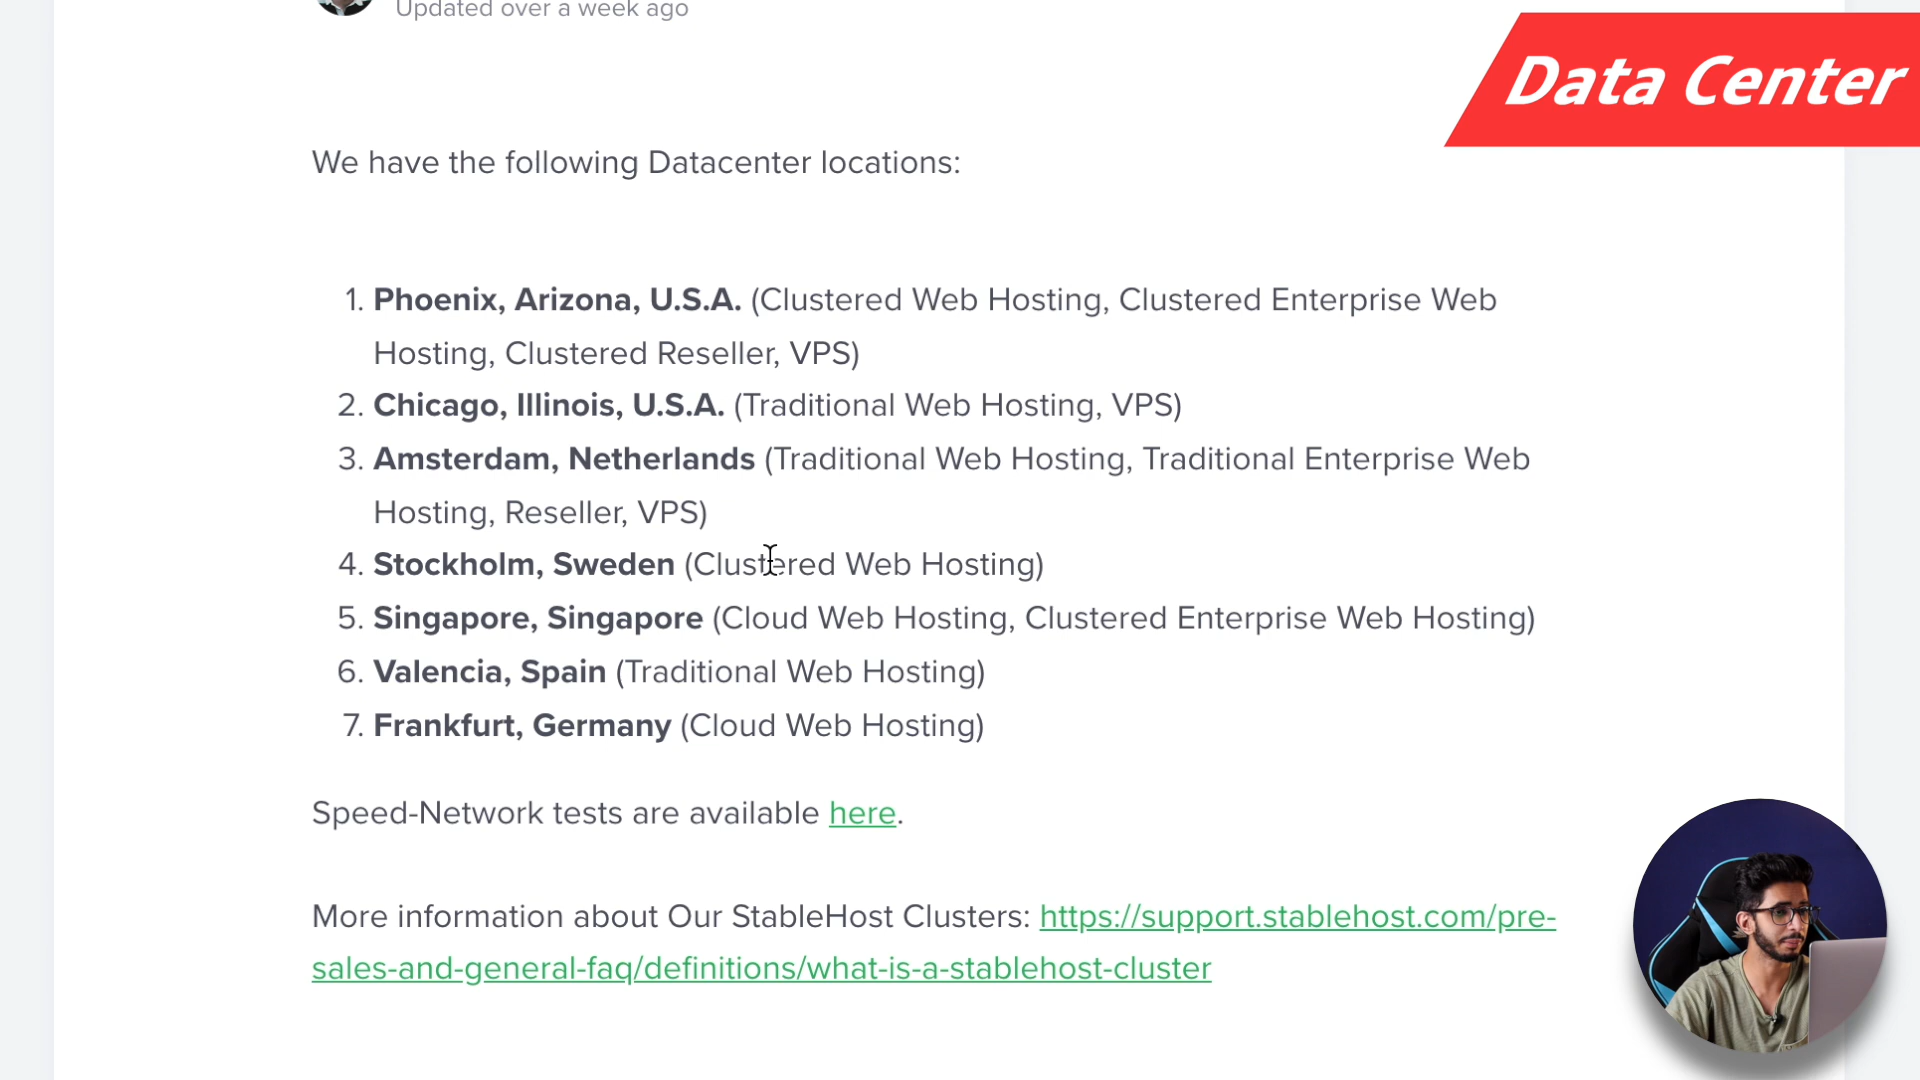 Updated over a week ago
Data Center
We have the following Datacenter locations:
1. Phoenix, Arizona, U.S.A. (Clustered Web Hosting, Clustered Enterprise Web
Hosting, Clustered Reseller, VPS)
2. Chicago, Illinois, U.S.A. (Traditional Web Hosting, VPS)
3. Amsterdam, Netherlands (Traditional Web Hosting, Traditional Enterprise Web
Hosting, Reseller, VPS)
4. Stockholm, Sweden (Clustered Web Hosting)
5. Singapore, Singapore (Cloud Web Hosting, Clustered Enterprise Web Hosting)
6. Valencia, Spain (Traditional Web Hosting)
7. Frankfurt, Germany (Cloud Web Hosting)
Speed-Network tests are available here.
More information about Our StableHost Clusters: https://support.stablehost.com/pre-
sales-and-general-faq/definitions/what-is-a-stablehost-cluster